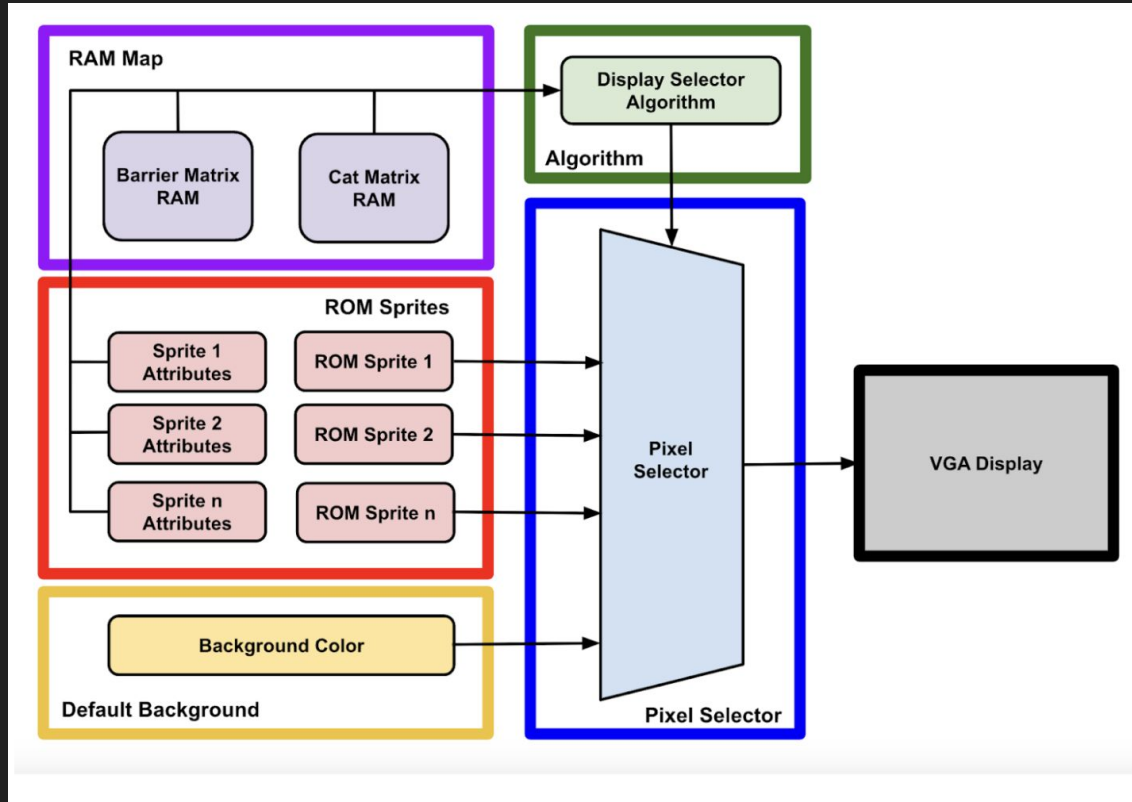 RAM Map
Barrier Matrix
RAM
Cat Matrix
RAM
Display Selector
Algorithm
Algorithm
ROM Sprites
Sprite 1
Attributes
ROM Sprite 1
Sprite 2
Attributes
ROM Sprite 2
Sprite n
Attributes
ROM Sprite n
Pixel
Selector
VGA Display
Background Color
Default Background
Pixel Selector